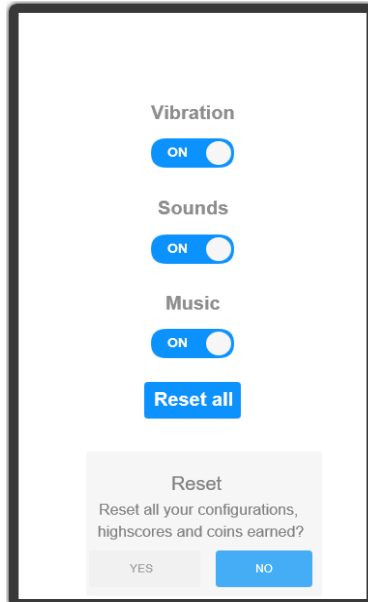 Vibration
ON
Sounds
ON
Music
ON
Reset all
Reset
Reset all your configurations,
highscores and coins earned?
YES
NO